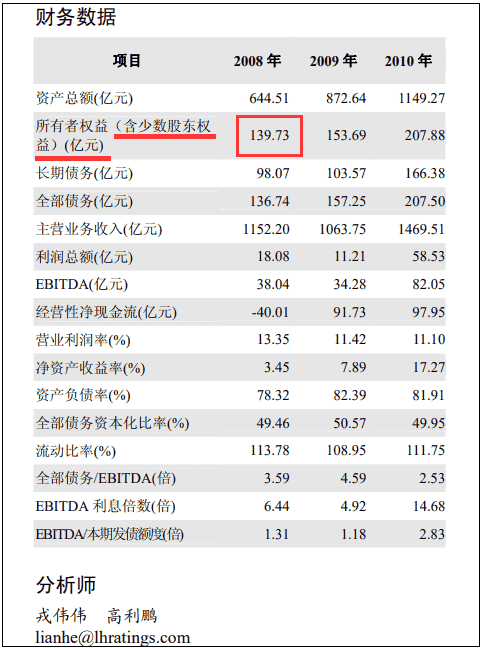 财务数据
项目 2008 年 2009 年 2010 年
资产总额(亿元) 644.51 872.64 1149.27
所有者权益（含少数股东权
益）(亿元) 139.73 153.69 207.88
长期债务(亿元) 98.07 103.57 166.38
全部债务(亿元) 136.74 157.25 207.50
主营业务收入(亿元) 1152.20 1063.75 1469.51
利润总额(亿元) 18.08 11.21 58.53
EBITDA(亿元) 38.04 34.28 82.05
经营性净现金流(亿元) -40.01 91.73 97.95
营业利润率(%) 13.35 11.42 11.10
净资产收益率(%) 3.45 7.89 17.27
资产负债率(%) 78.32 82.39 81.91
全部债务资本化比率(%) 49.46 50.57 49.95
流动比率(%) 113.78 108.95 111.75
全部债务/EBITDA(倍) 3.59 4.59 2.53
EBITDA 利息倍数(倍) 6.44 4.92 14.68
EBITDA/本期发债额度(倍) 1.31 1.18 2.83
分析师
戎伟伟 高利鹏
lianhe@lhratings.com